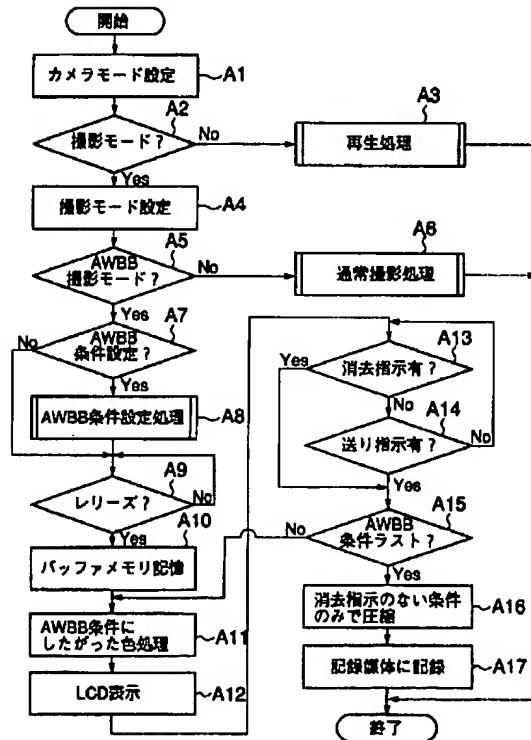 開始
カメラモード設定
A1
A2
撮影モード?
No
Yes
A3
再生処理
撮影モード設定
A4
A5
AWBB
撮影モード?
No
Yes
A6
通常撮影処理
A7
AWBB
条件設定?
No
Yes
AWBB条件設定処理
A8
A9
レリーズ?
No
Yes
A10
バッファメモリ記憶
AWBB条件に
したがった色処理
A11
LCD表示
A12
A13
消去指示有?
Yes
No
A14
送り指示有?
No
Yes
A15
AWBB
条件ラスト?
No
Yes
消去指示のない条件
のみで圧縮
A16
記録媒体に記録
A17
終了